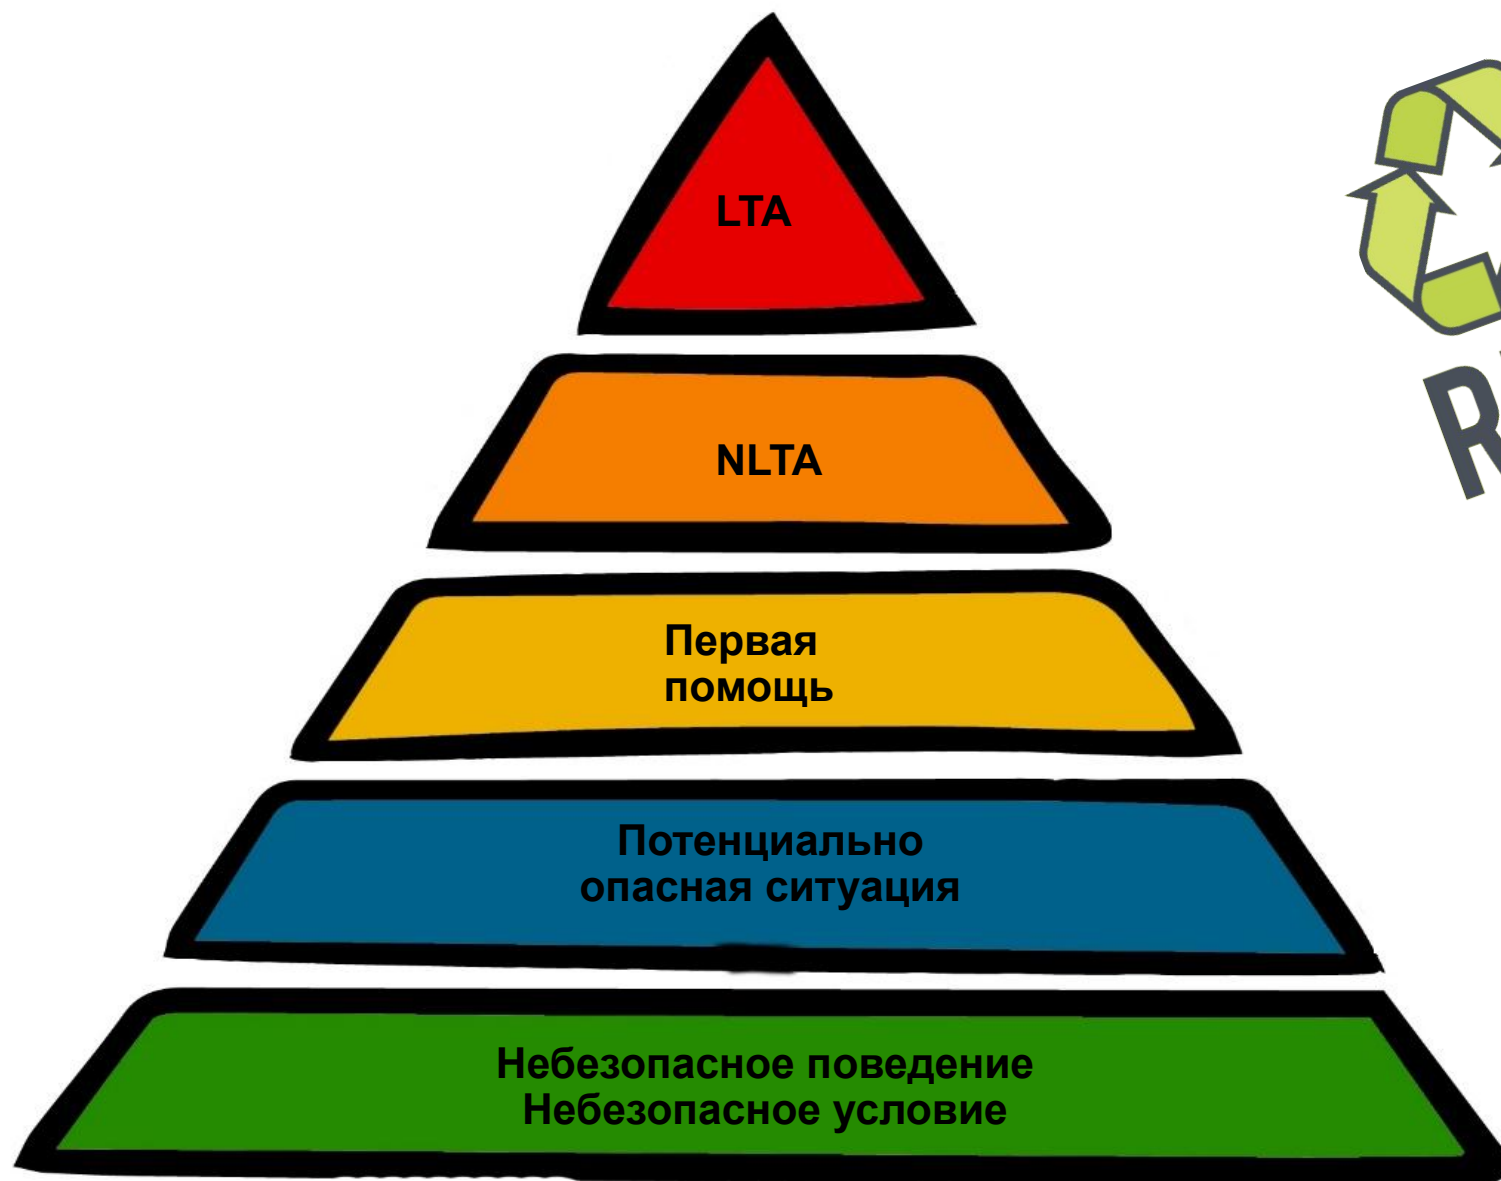 LTA
NLTA
Первая
помощь
Потенциально
опасная ситуация
Небезопасное поведение
Небезопасное условие